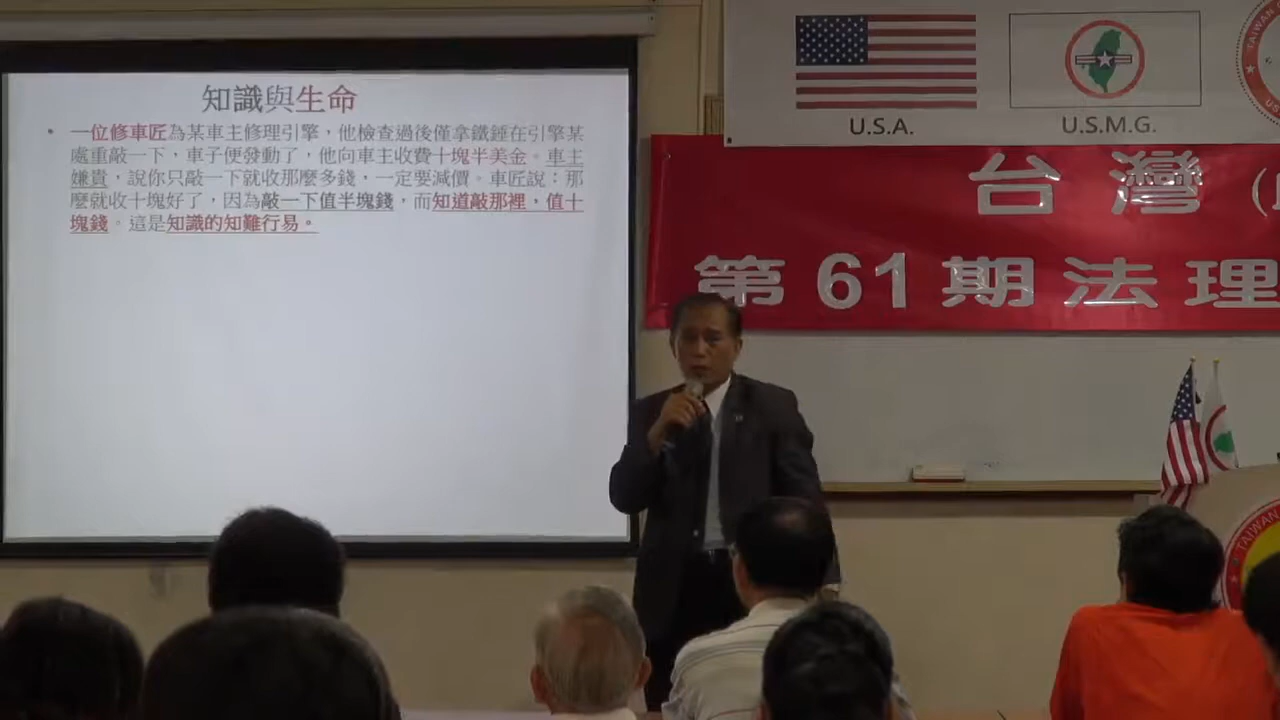 知識與生命
• 一位修車匠為某車主修理引擎，他檢查過後僅拿鐵錘在引擎某
處重敲一下，車子便發動了，他向車主收費十塊半美金。車主
嫌貴，說你只敲一下就收那麼多錢，一定要減價。車匠說：那
麼就收十塊好了，因為敲一下值半塊錢，而知道敲那裡，值十
塊錢。這是知識的知難行易。
U.S.A.
U.S.M.G.
TAIWAN
台灣
第61期法理
TAIWAN